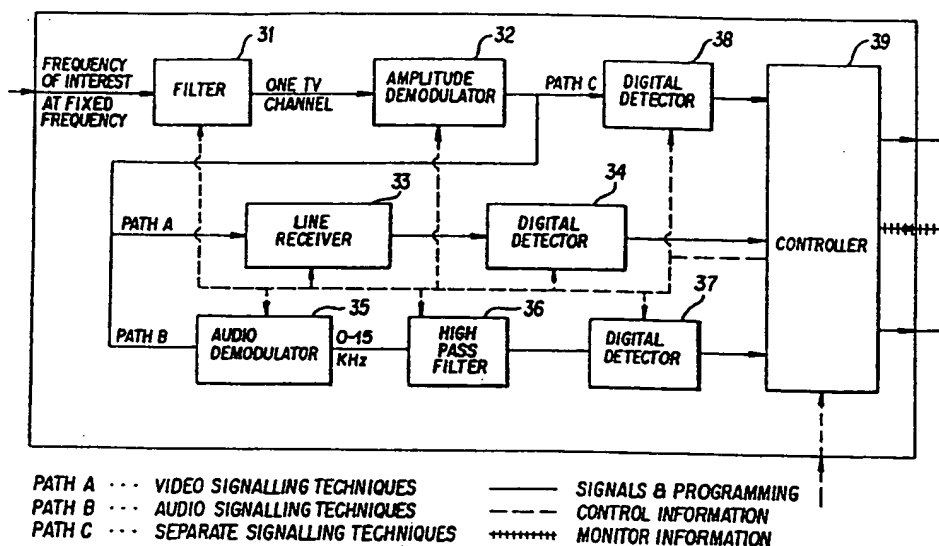 31
32
38
39
FREQUENCY
OF INTEREST
AT FIXED
FREQUENCY
FILTER
ONE TV
CHANNEL
AMPLITUDE
DEMODULATOR
PATH C
DIGITAL
DETECTOR
33
34
PATH A
LINE
RECEIVER
DIGITAL
DETECTOR
CONTROLLER
35
36
37
PATH B
AUDIO
DEMODULATOR
0-15
KHz
HIGH
PASS
FILTER
DIGITAL
DETECTOR
PATH A ··· VIDEO SIGNALLING TECHNIQUES
PATH B ··· AUDIO SIGNALLING TECHNIQUES
PATH C ··· SEPARATE SIGNALLING TECHNIQUES
SIGNALS & PROGRAMMING
CONTROL INFORMATION
MONITOR INFORMATION